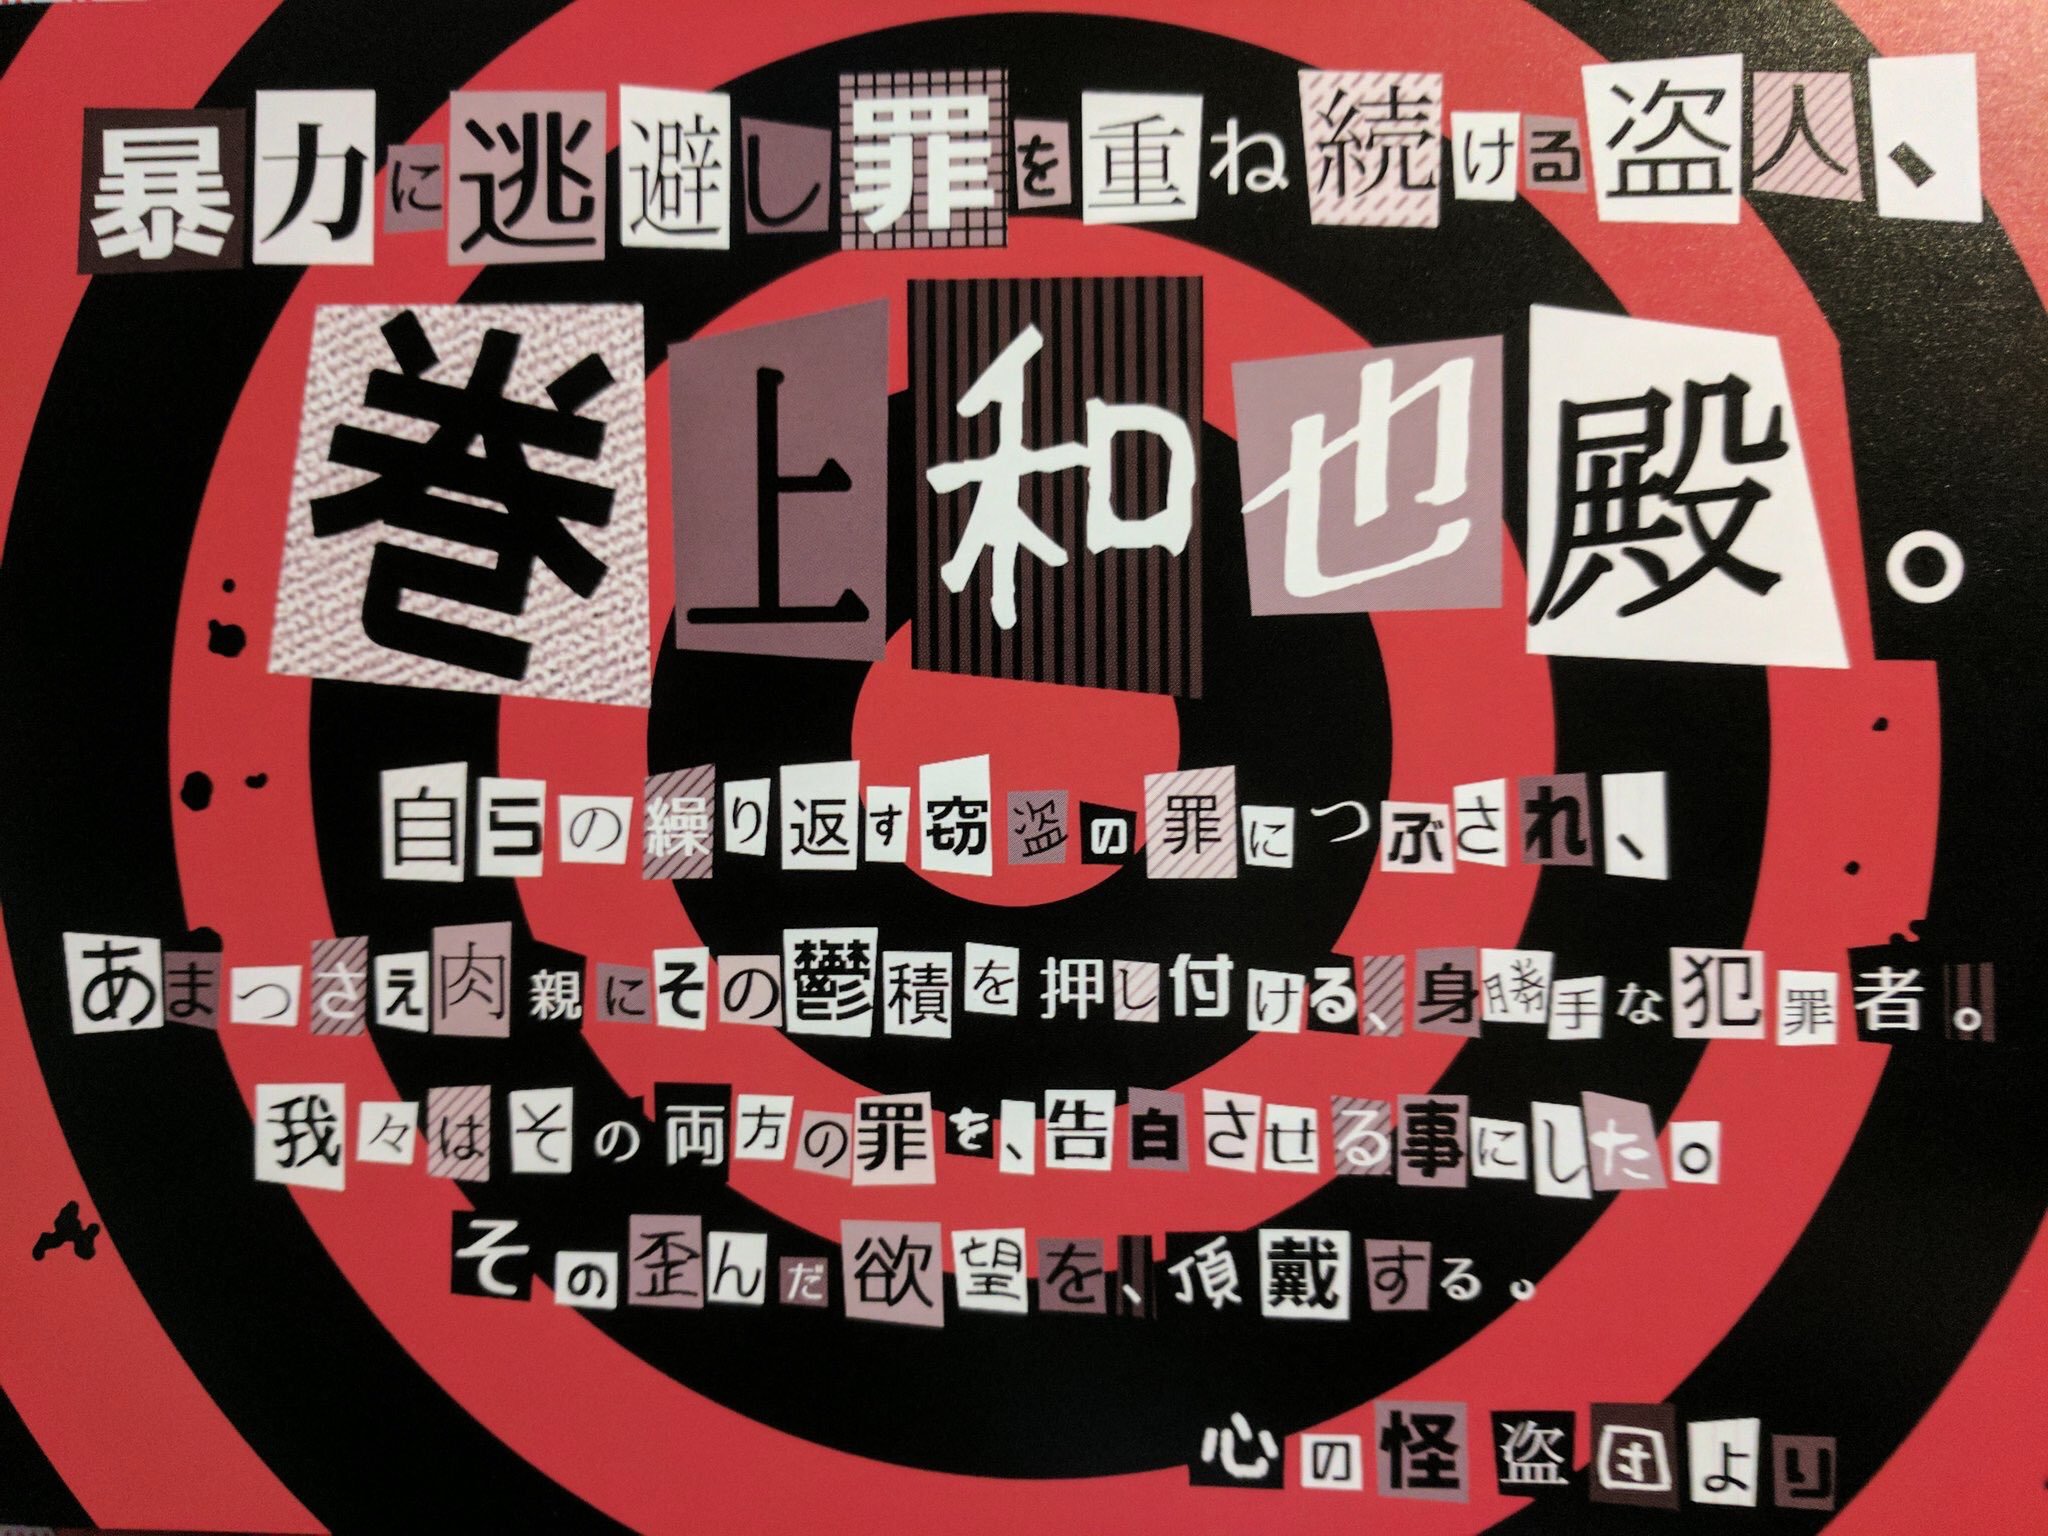 暴力に逃避し罪を重ね続ける盗人、
巻上和也殿。
自らの繰り返す窃盗の罪につぶされ、
あまつさえ肉親にその鬱積を押し付ける、身勝手な犯罪者。
我々はその両方の罪を、告白させる事にした。
その歪んだ欲望を、頂戴する。
心の怪盗団より